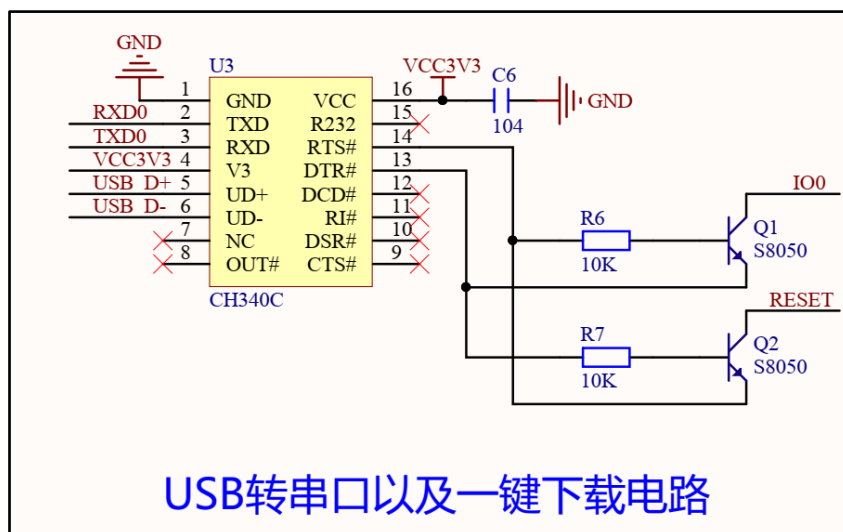 GND
U3
VCC3V3
C6
1
GND
VCC
16
GND
RXD0
2
TXD
R232
15
104
TXD0
3
RXD
RTS#
14
VCC3V3
4
V3
DTR#
13
USB D+
5
UD+
DCD#
12
USB D-
6
UD-
RI#
11
7
NC
DSR#
10
8
OUT#
CTS#
9
CH340C
IO0
R6
10K
Q1
S8050
RESET
R7
10K
Q2
S8050
USB转串口以及一键下载电路